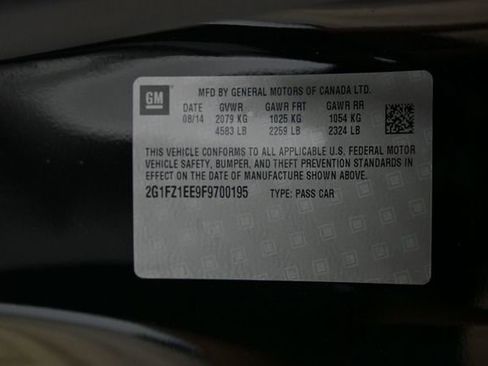 GM
MFD BY GENERAL MOTORS OF CANADA LTD.
DATE GVWR GAWR FRT GAWR RR
08/14 2079 KG 1025 KG 1054 KG
4583 LB 2259 LB 2324 LB
THIS VEHICLE CONFORMS TO ALL APPLICABLE U.S. FEDERAL MOTOR
VEHICLE SAFETY, BUMPER, AND THEFT PREVENTION STANDARDS IN
EFFECT ON THE DATE OF MANUFACTURE SHOWN ABOVE.
2G1FZ1EE9F9700195 TYPE: PASS CAR